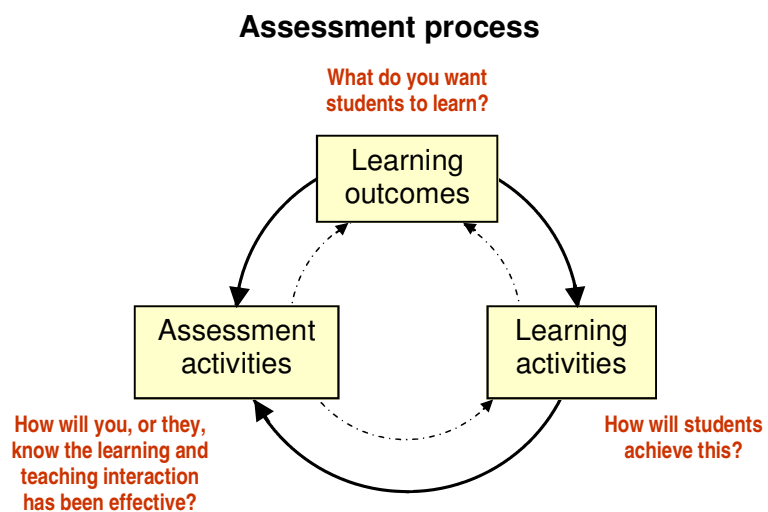 Assessment process
What do you want
students to learn?
Learning
outcomes
Assessment
activities
Learning
activities
How will you, or they,
know the learning and
teaching interaction
has been effective?
How will students
achieve this?